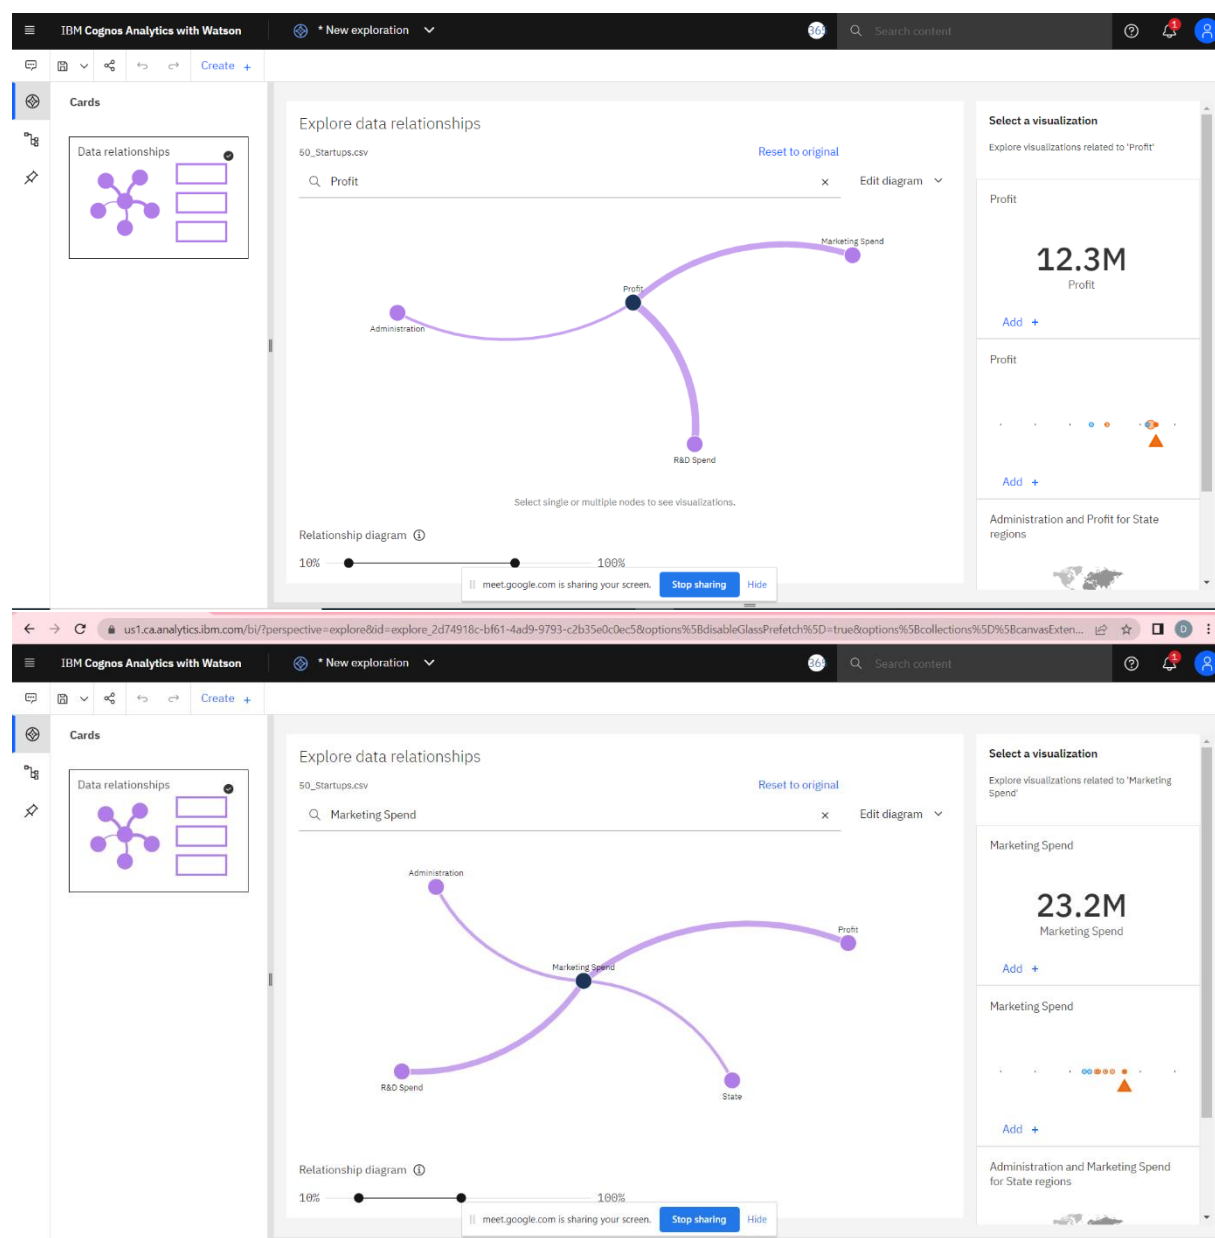 IBM Cognos Analytics with Watson
* New exploration
365
Search content
1
Create +
Cards
Data relationships
Explore data relationships
50_Startups.csv
Reset to original
Profit
Edit diagram
Marketing Spend
Profit
Administration
R&D Spend
Select single or multiple nodes to see visualizations.
Relationship diagram
10%
100%
Select a visualization
Explore visualizations related to 'Profit'
Profit
12.3M
Profit
Add +
Profit
Add +
Administration and Profit for State
regions
meet.google.com is sharing your screen.
Stop sharing
Hide
us1.ca.analytics.ibm.com/bi/?perspective=explore&id=explore_2d74918c-bf61-4ad9-9793-c2b35e0c0ec5&options%5BdisableGlassPrefetch%5D=true&options%5Bcollections%5D%5BcanvasExten...
D
IBM Cognos Analytics with Watson
* New exploration
365
Search content
1
Create +
Cards
Data relationships
Explore data relationships
50_Startups.csv
Reset to original
Marketing Spend
Edit diagram
Administration
Profit
Marketing Spend
R&D Spend
State
Relationship diagram
10%
100%
Select a visualization
Explore visualizations related to 'Marketing
Spend'
Marketing Spend
23.2M
Marketing Spend
Add +
Marketing Spend
Add +
Administration and Marketing Spend
for State regions
meet.google.com is sharing your screen.
Stop sharing
Hide